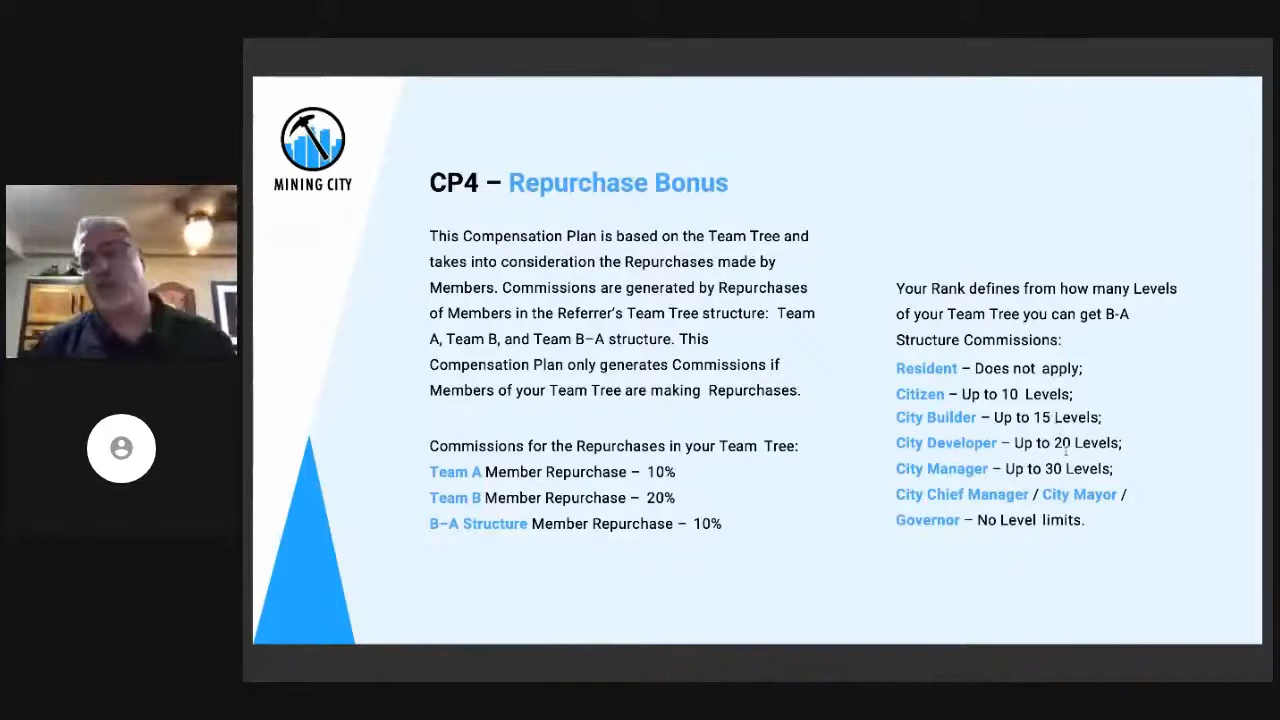 MINING CITY
CP4 – Repurchase Bonus
This Compensation Plan is based on the Team Tree and
takes into consideration the Repurchases made by
Members. Commissions are generated by Repurchases
of Members in the Referrer's Team Tree structure: Team
A, Team B, and Team B–A structure. This
Compensation Plan only generates Commissions if
Members of your Team Tree are making Repurchases.
Commissions for the Repurchases in your Team Tree:
Team A Member Repurchase – 10%
Team B Member Repurchase – 20%
B–A Structure Member Repurchase – 10%
Your Rank defines from how many Levels
of your Team Tree you can get B-A
Structure Commissions:
Resident – Does not apply;
Citizen – Up to 10 Levels;
City Builder – Up to 15 Levels;
City Developer – Up to 20 Levels;
City Manager – Up to 30 Levels;
City Chief Manager / City Mayor /
Governor – No Level limits.